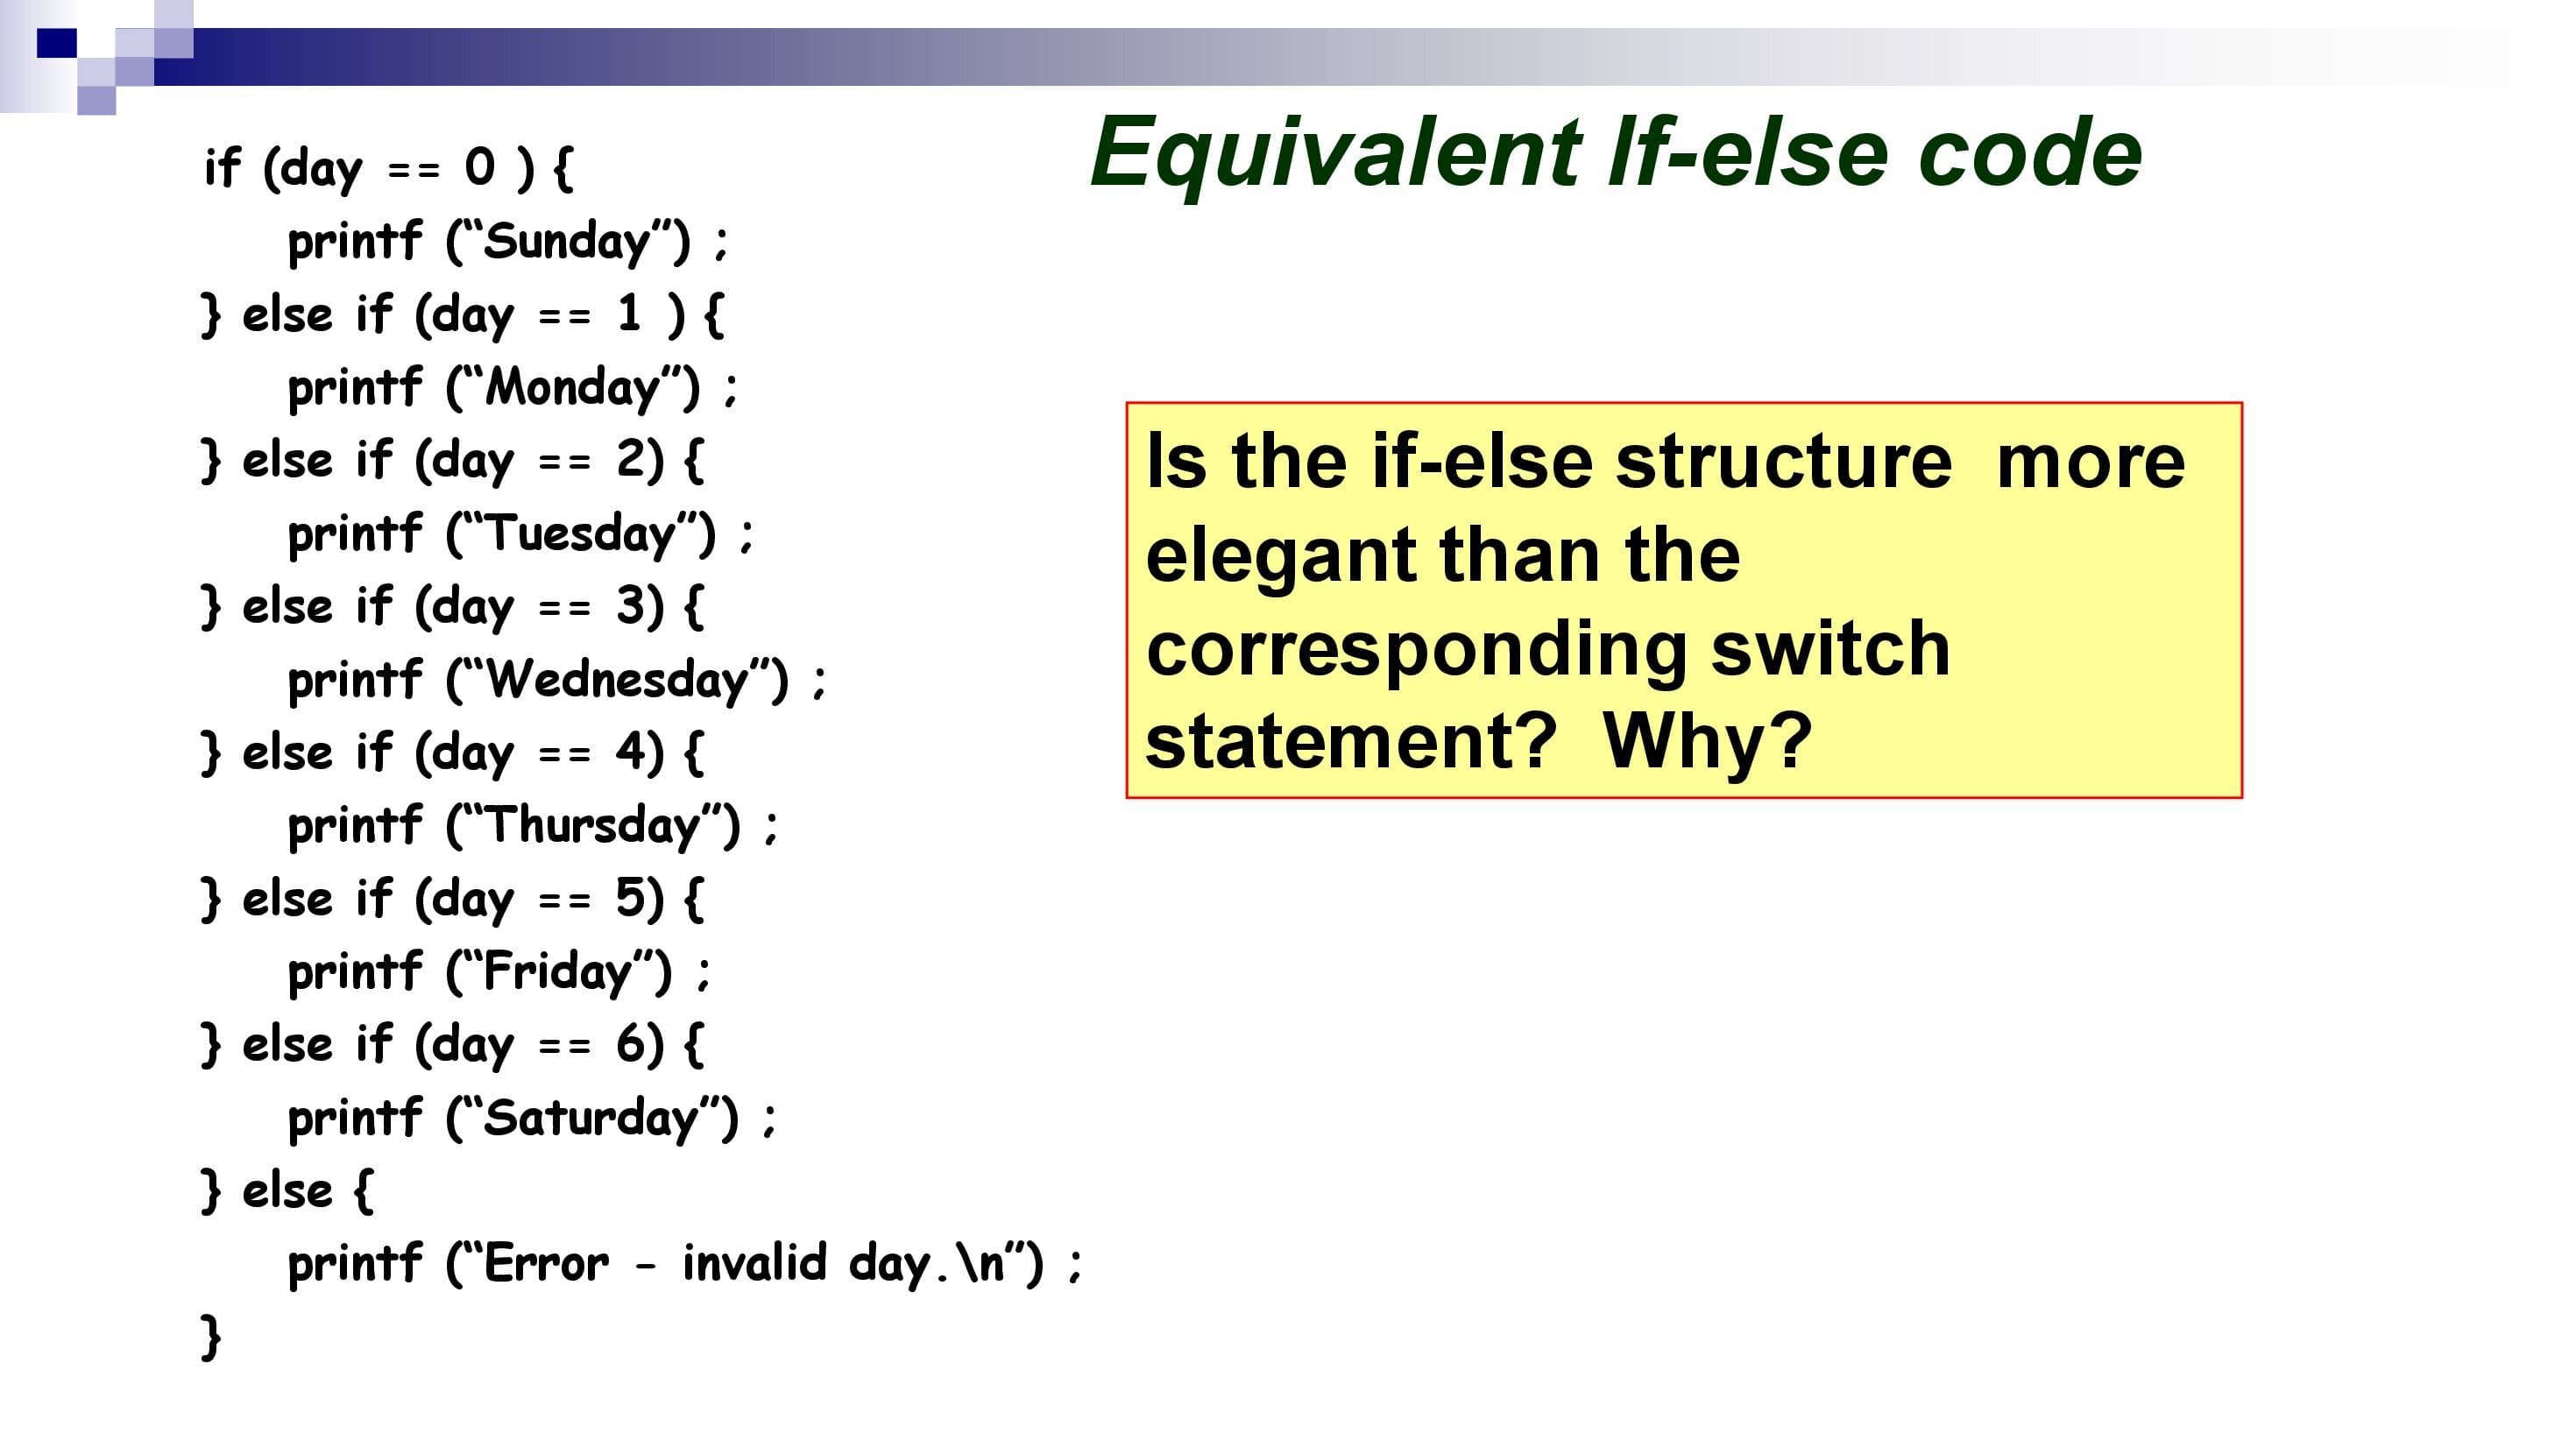 Equivalent If-else code
if (day == 0 ) {
printf (“Sunday”) ;
} else if (day == 1 ) {
printf (“Monday”) ;
} else if (day == 2) {
printf (“Tuesday”) ;
} else if (day == 3) {
printf (“Wednesday”) ;
} else if (day == 4) {
printf (“Thursday”) ;
} else if (day == 5) {
printf (“Friday”) ;
} else if (day == 6) {
printf (“Saturday”) ;
} else {
printf (“Error - invalid day.\n”) ;
}
Is the if-else structure more
elegant than the
corresponding switch
statement? Why?